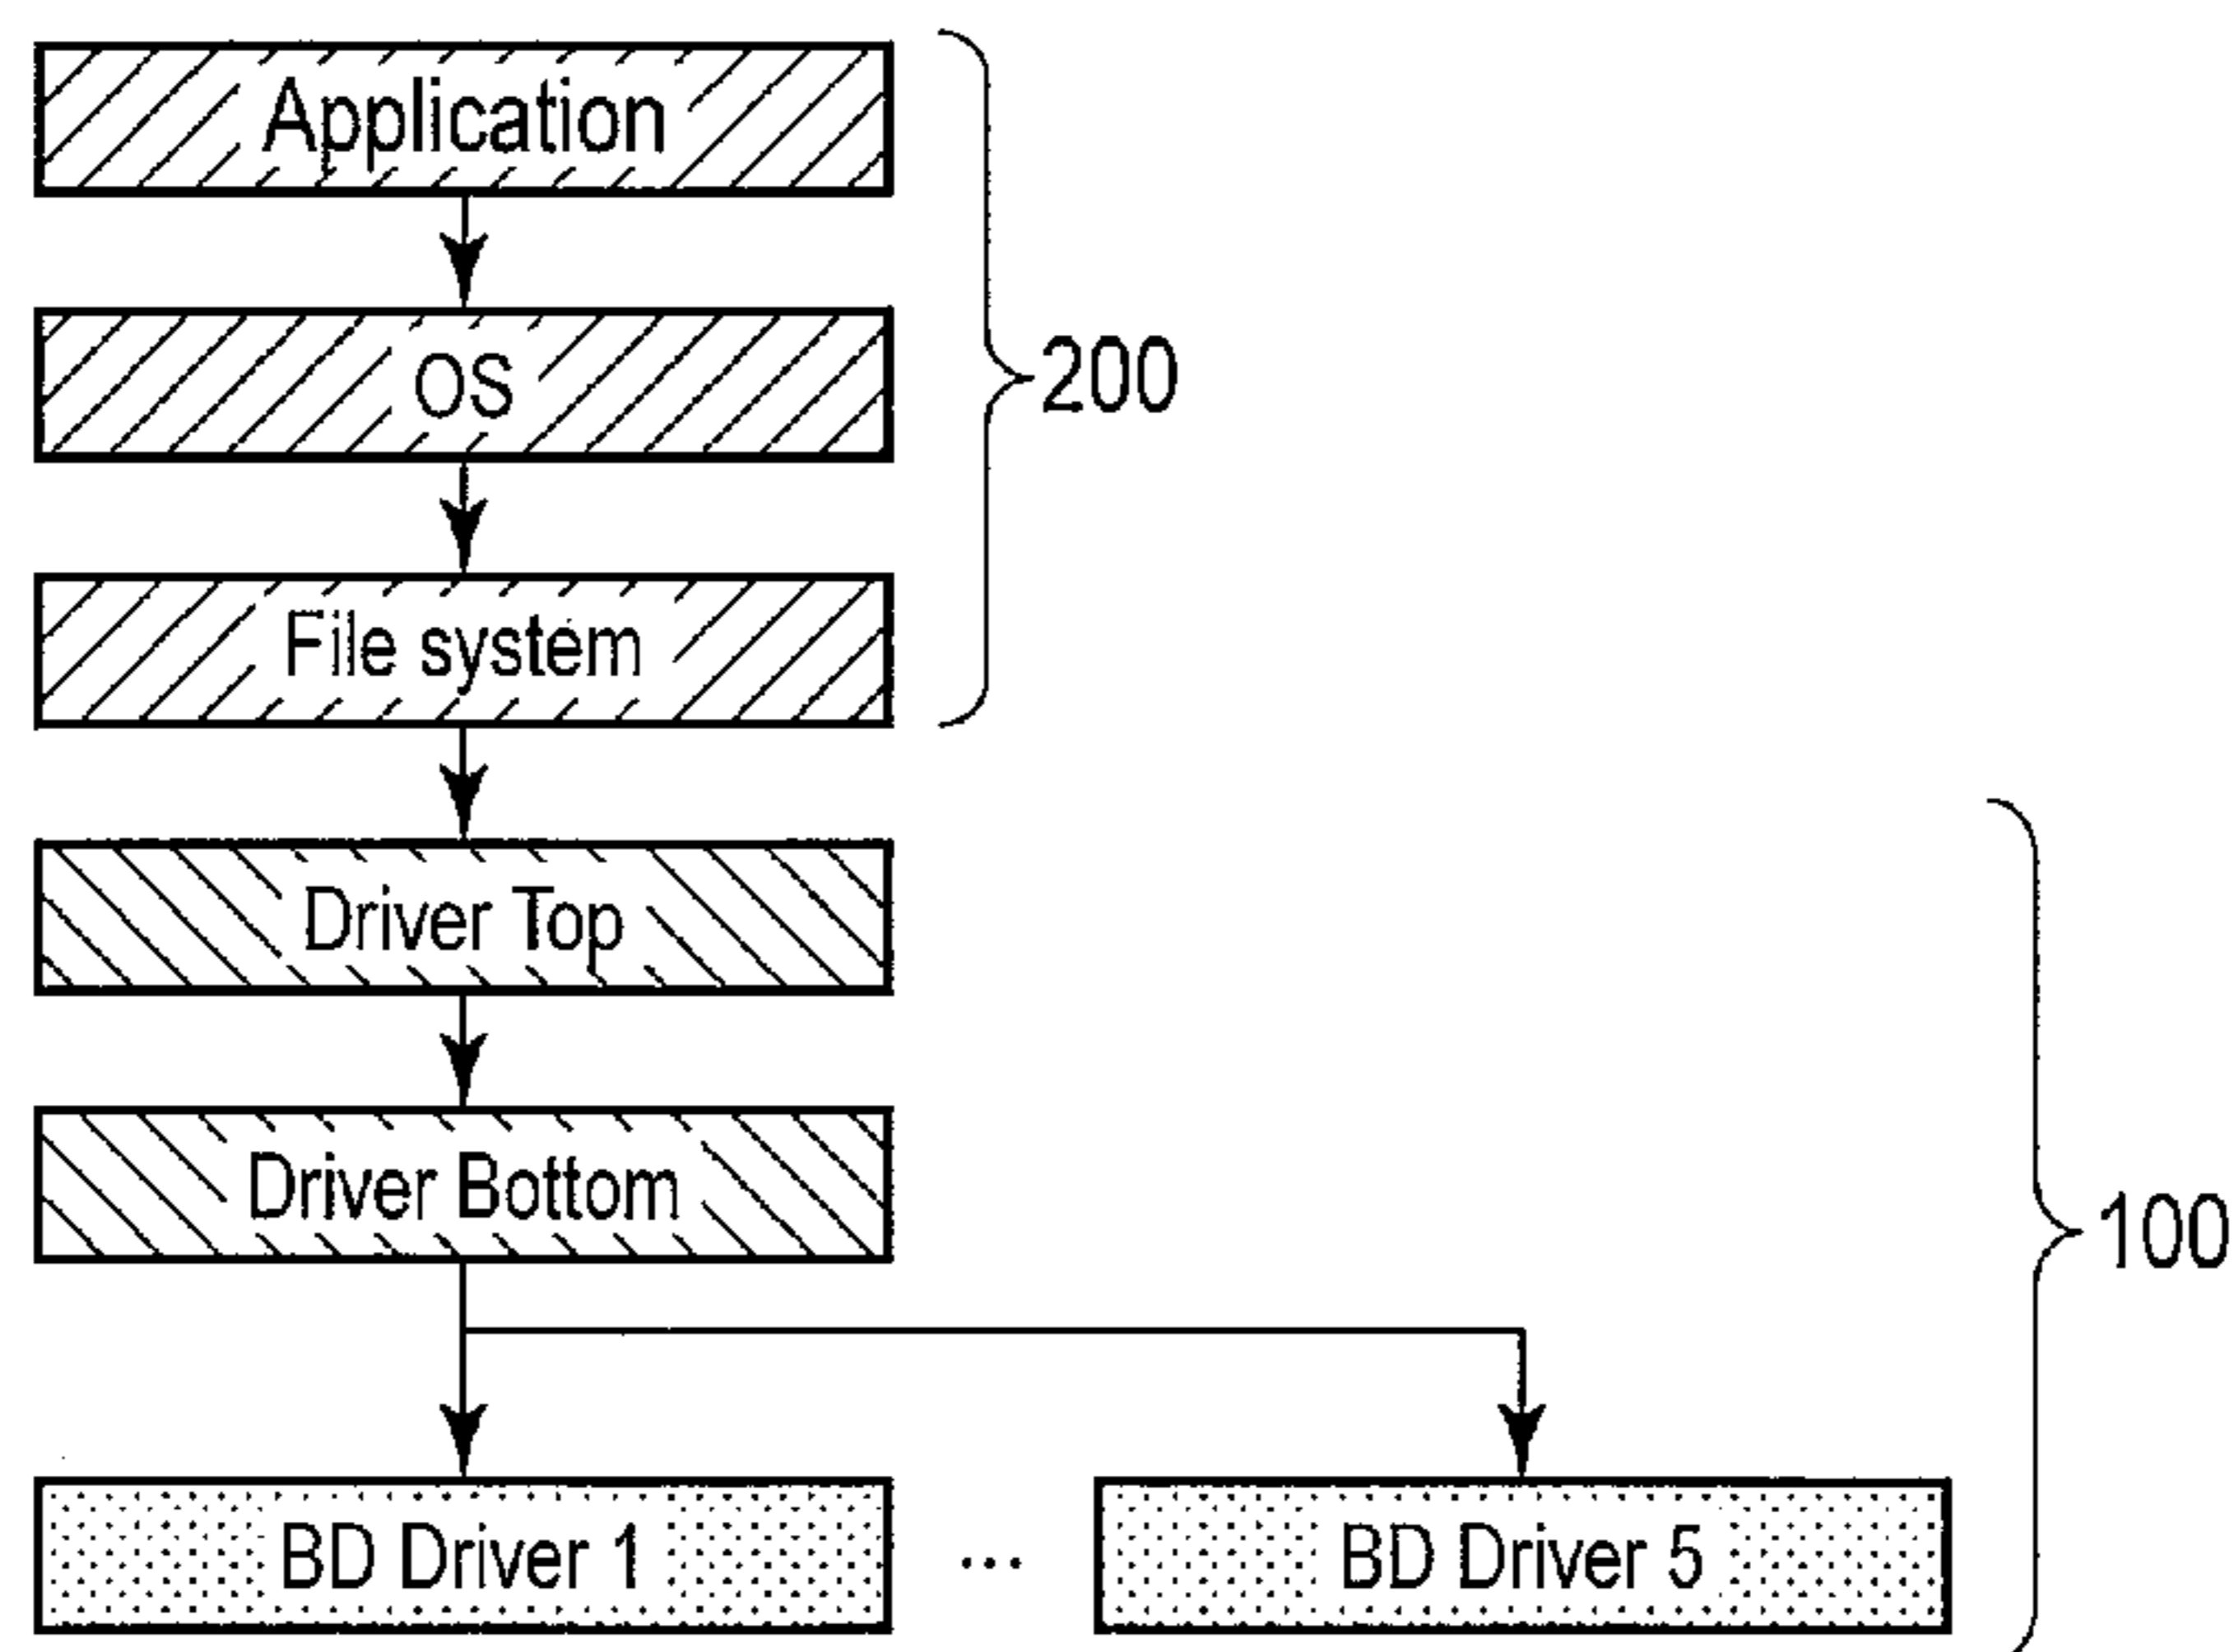 Application
OS
200
File system
Driver Top
Driver Bottom
100
BD Driver 1 ... BD Driver 5